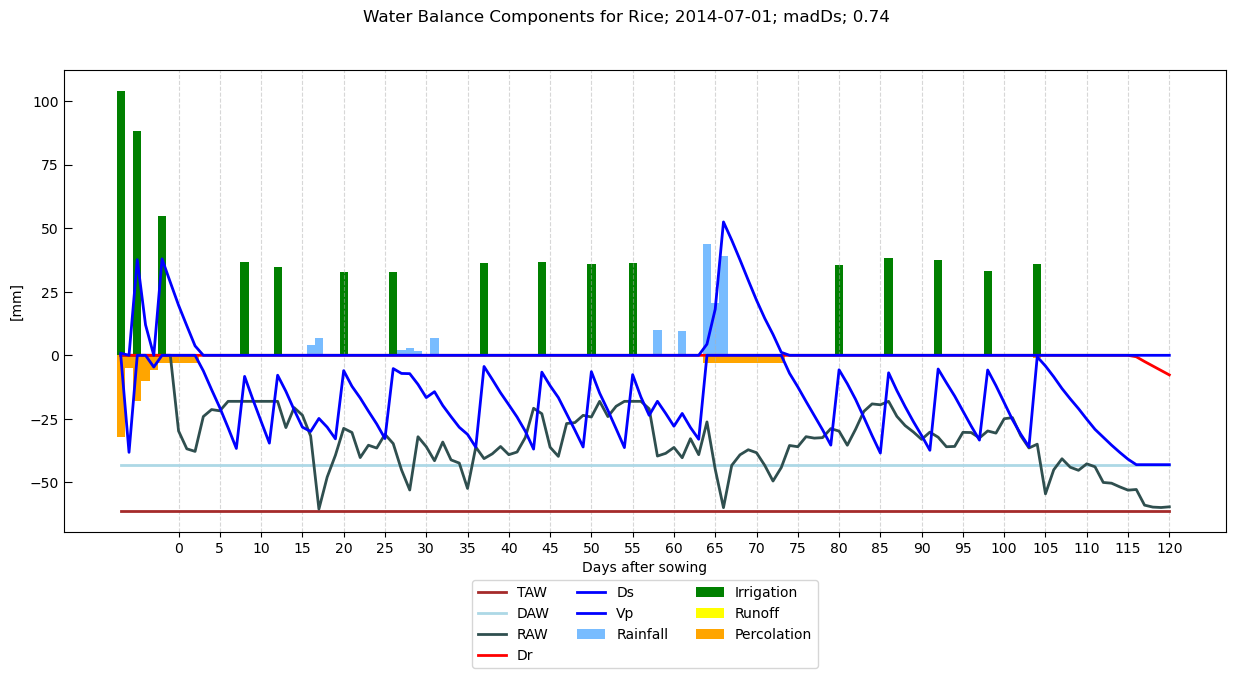 Water Balance Components for Rice; 2014-07-01; madDs; 0.74
100
75
50
25
0
−25
−50
[mm]
0 5 10 15 20 25 30 35 40 45 50 55 60 65 70 75 80 85 90 95 100 105 110 115 120
Days after sowing
TAW Ds Irrigation
DAW Vp Runoff
RAW Rainfall Percolation
Dr